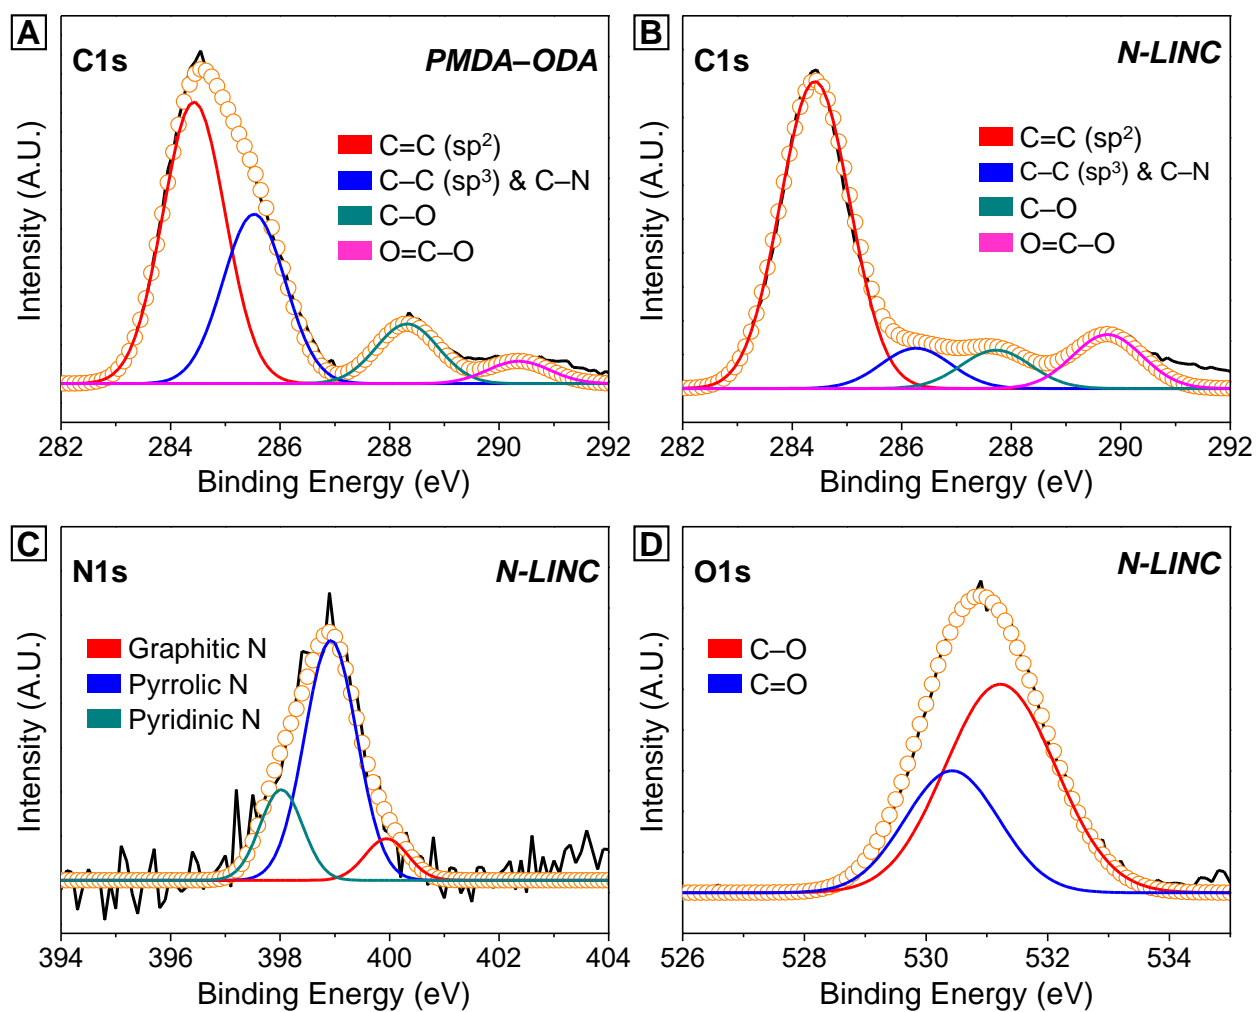 A
C1s
PMDA–ODA
C=C (sp²)
C–C (sp³) & C–N
C–O
O=C–O
Intensity (A.U.)
282 284 286 288 290 292
Binding Energy (eV)
B
C1s
N-LINC
C=C (sp²)
C–C (sp³) & C–N
C–O
O=C–O
Intensity (A.U.)
282 284 286 288 290 292
Binding Energy (eV)
C
N1s
N-LINC
Graphitic N
Pyrrolic N
Pyridinic N
Intensity (A.U.)
394 396 398 400 402 404
Binding Energy (eV)
D
O1s
N-LINC
C–O
C=O
Intensity (A.U.)
526 528 530 532 534
Binding Energy (eV)